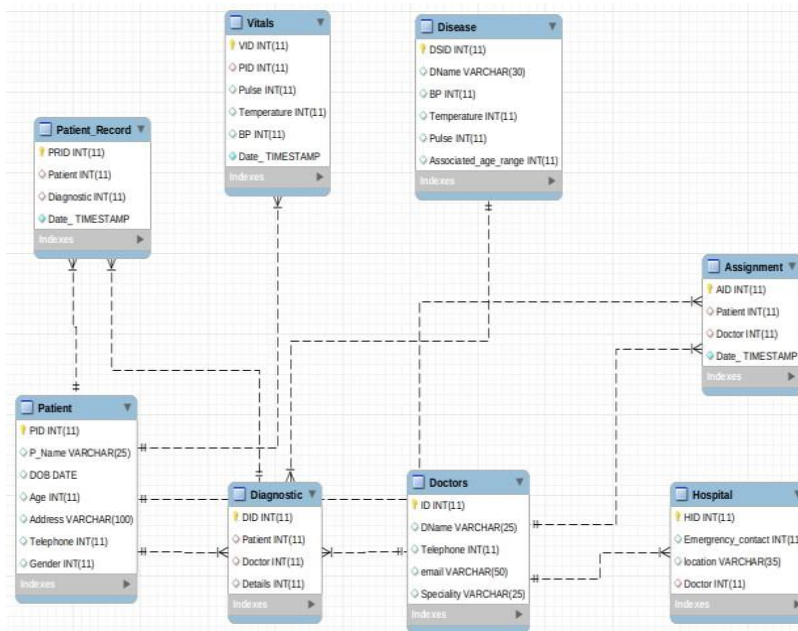 Vitals
VID INT(11)
PID INT(11)
Pulse INT(11)
Temperature INT(11)
BP INT(11)
Date_ TIMESTAMP
Indexes
Disease
DSID INT(11)
DName VARCHAR(30)
BP INT(11)
Temperature INT(11)
Pulse INT(11)
Associated_age_range INT(11)
Indexes
Patient_Record
PRID INT(11)
Patient INT(11)
Diagnostic INT(11)
Date_ TIMESTAMP
Indexes
Assignment
AID INT(11)
Patient INT(11)
Doctor INT(11)
Date_ TIMESTAMP
Indexes
Patient
PID INT(11)
P_Name VARCHAR(25)
DOB DATE
Age INT(11)
Address VARCHAR(100)
Telephone INT(11)
Gender INT(11)
Indexes
Diagnostic
DID INT(11)
Patient INT(11)
Doctor INT(11)
Details INT(11)
Indexes
Doctors
ID INT(11)
DName VARCHAR(25)
Telephone INT(11)
email VARCHAR(50)
Speciality VARCHAR(25)
Indexes
Hospital
HID INT(11)
Emergrency_contact INT(11
location VARCHAR(35)
Doctor INT(11)
Indexes